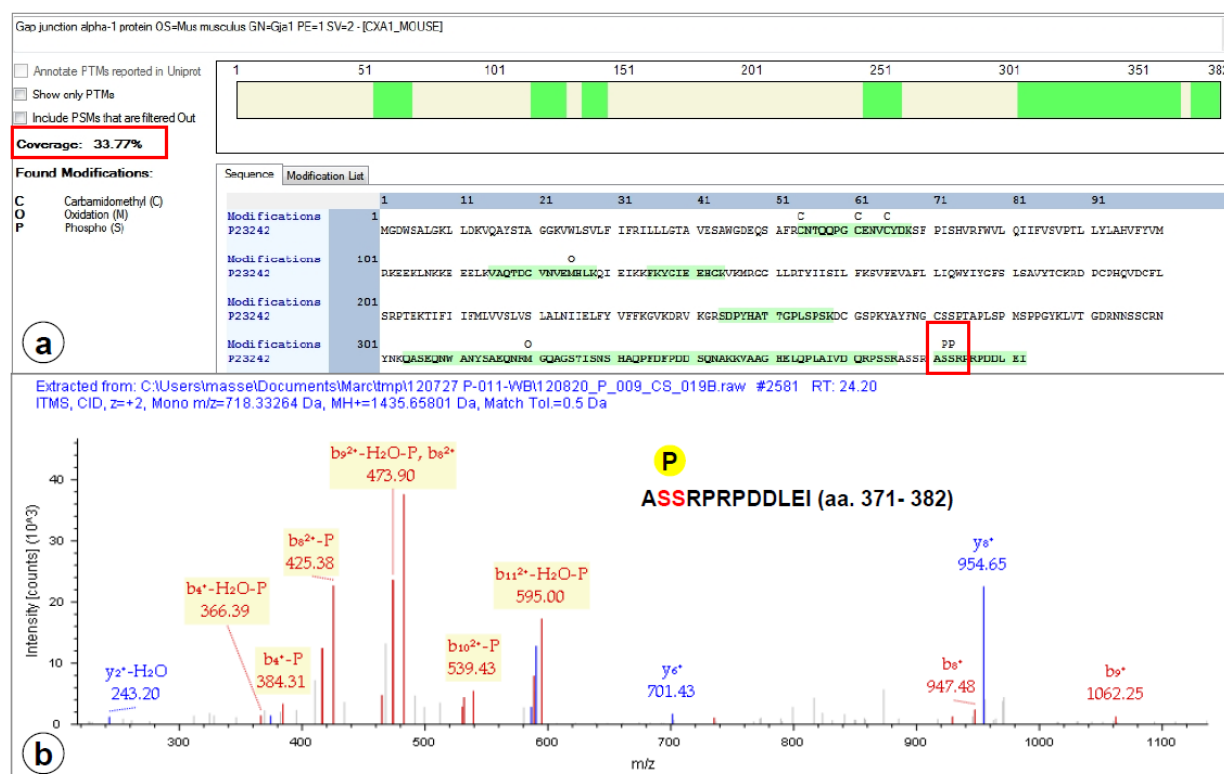 Gap junction alpha-1 protein OS=Mus musculus GN=Gja1 PE=1 SV=2 - [CXA1_MOUSE]
Annotate PTMs reported in Uniprot
Show only PTMs
Include PSMs that are filtered Out
Coverage: 33.77%
Found Modifications:
C Carbamidomethyl (C)
O Oxidation (M)
P Phospho (S)
1 51 101 151 201 251 301 351 382
Sequence Modification List
1 11 21 31 41 51 61 71 81 91
Modifications 1 C C C
P23242 MGDWSALGKL LDKVQAYSTA GGKVWLSVLF IFRILLLGTA VESAWGDEQS AFRCNTQQPG CENVCYDKSF PISHVRFWVL QIIFVSVPTL LYLAHVFYVM
Modifications 101 O
P23242 RKEEKLNKKE EELKVAQTDG VNVEMHLKQI EIKKFKYGIE EHGKVKMRGG LLRTYIISIL FKSVFEVAFL LIQWYIYGFS LSAVYTCKRD PCPHQVDCFL
Modifications 201
P23242 SRPTEKTIFI IFMLVVSLVS LALNIIELFY VFFKGVKDRV KGRSDPYHAT TGPLSPSKDC GSPKYAYFNG CSSPTAPLSP MSPPGYKLVT GDRNNSSCRN
Modifications 301 O PP
P23242 YNKQASEQNW ANYSAEQNRM GQAGSTISNS HAQPFDFPDD SQNAKKVAAG HELQPLAIVD QRPSSRASSR ASSRPRPDDL EI
a
Extracted from: C:\Users\masse\Documents\Marc\tmp\120727 P-011-WB\120820_P_009_CS_019B.raw #2581 RT: 24.20
ITMS, CID, z=+2, Mono m/z=718.33264 Da, MH+=1435.65801 Da, Match Tol.=0.5 Da
P
ASSRPRPDDLEI (aa. 371- 382)
Intensity [counts] (10^3)
40
30
20
10
0
y₂⁺-H₂O
243.20
b₄⁺-H₂O-P
366.39
b₄⁺-P
384.31
b₈²⁺-P
425.38
b₉²⁺-H₂O-P, b₈²⁺
473.90
b₁₀²⁺-P
539.43
b₁₁²⁺-H₂O-P
595.00
y₆⁺
701.43
b₈⁺
947.48
y₈⁺
954.65
b₉⁺
1062.25
300 400 500 600 700 800 900 1000 1100
m/z
b